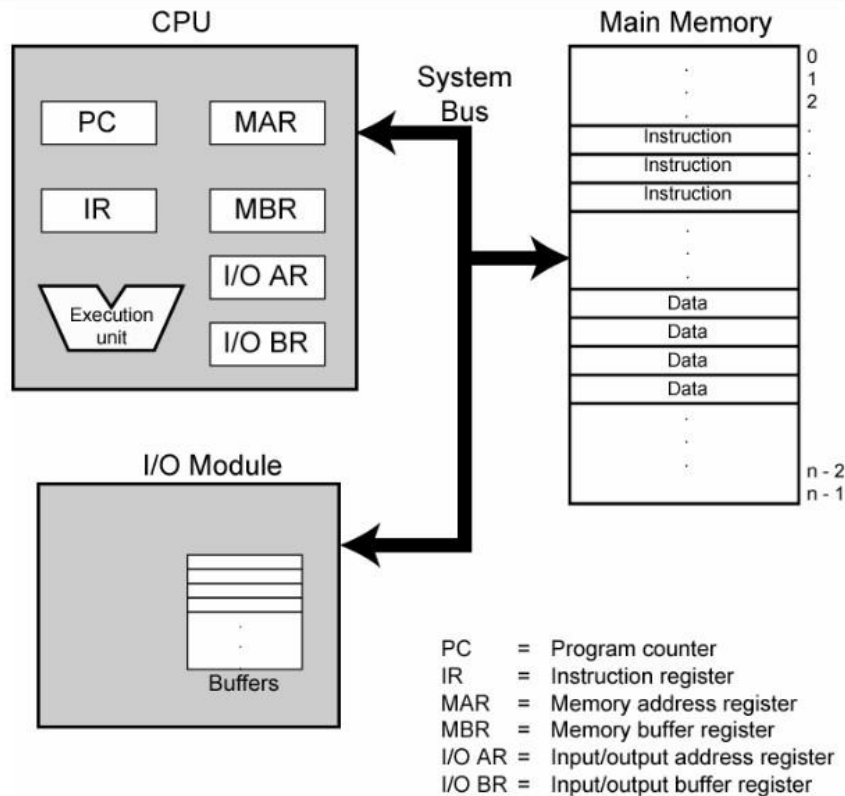 CPU
PC
MAR
IR
MBR
I/O AR
Execution
unit
I/O BR
System
Bus
Main Memory
0
1
2
.
.
.
.
.
.
Instruction
Instruction
Instruction
.
.
.
Data
Data
Data
Data
.
.
.
n - 2
n - 1
I/O Module
.
.
Buffers
PC = Program counter
IR = Instruction register
MAR = Memory address register
MBR = Memory buffer register
I/O AR = Input/output address register
I/O BR = Input/output buffer register